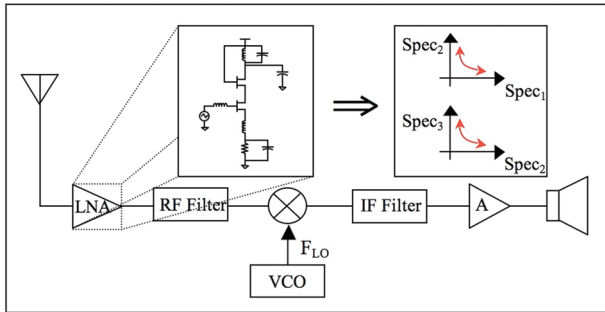 Spec2
Spec1
Spec3
Spec2
LNA
RF Filter
IF Filter
A
FLO
VCO